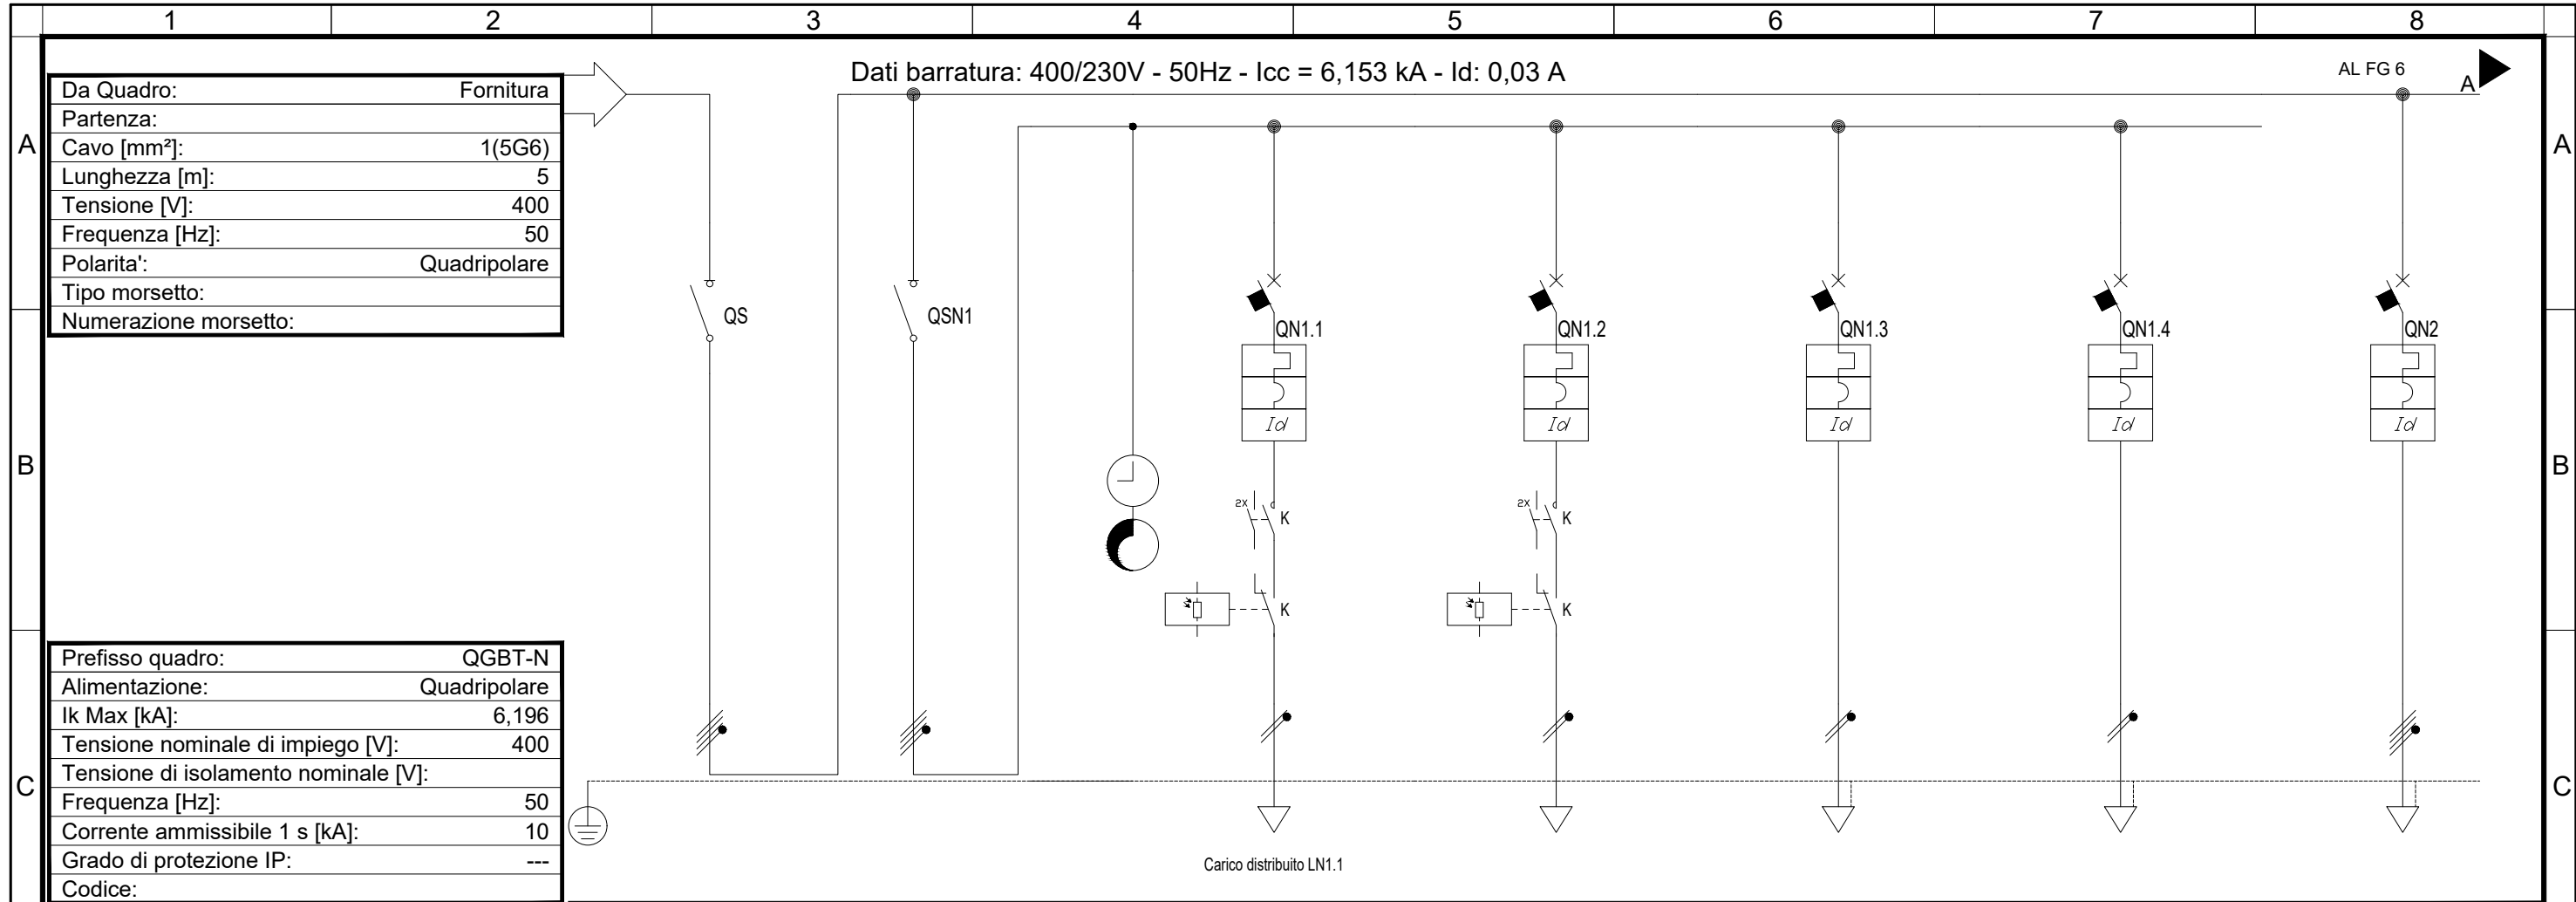 1 2 3 4 5 6 7 8
Dati barratura: 400/230V - 50Hz - Icc = 6,153 kA - Id: 0,03 A
AL FG 6
A
A
A
Da Quadro: Fornitura
Partenza:
Cavo [mm²]: 1(5G6)
Lunghezza [m]: 5
Tensione [V]: 400
Frequenza [Hz]: 50
Polarita': Quadripolare
Tipo morsetto:
Numerazione morsetto:
QS QSN1 QN1.1 QN1.2 QN1.3 QN1.4 QN2
Id Id Id Id Id
B B
2X K 2X K
K K
Prefisso quadro: QGBT-N
Alimentazione: Quadripolare
Ik Max [kA]: 6,196
Tensione nominale di impiego [V]: 400
Tensione di isolamento nominale [V]:
Frequenza [Hz]: 50
Corrente ammissibile 1 s [kA]: 10
Grado di protezione IP: ---
Codice:
C C
Carico distribuito LN1.1